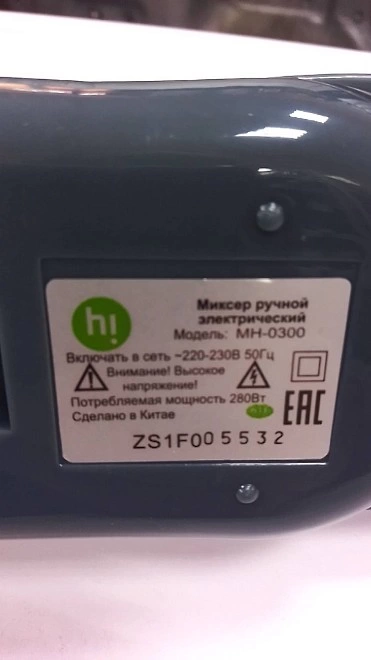 hi
Миксер ручной
электрический
Модель: MH-0300
Включать в сеть ~220-230В 50Гц
Внимание! Высокое
напряжение!
Потребляемая мощность 280Вт
Сделано в Китае
EAC
ZS1F005532